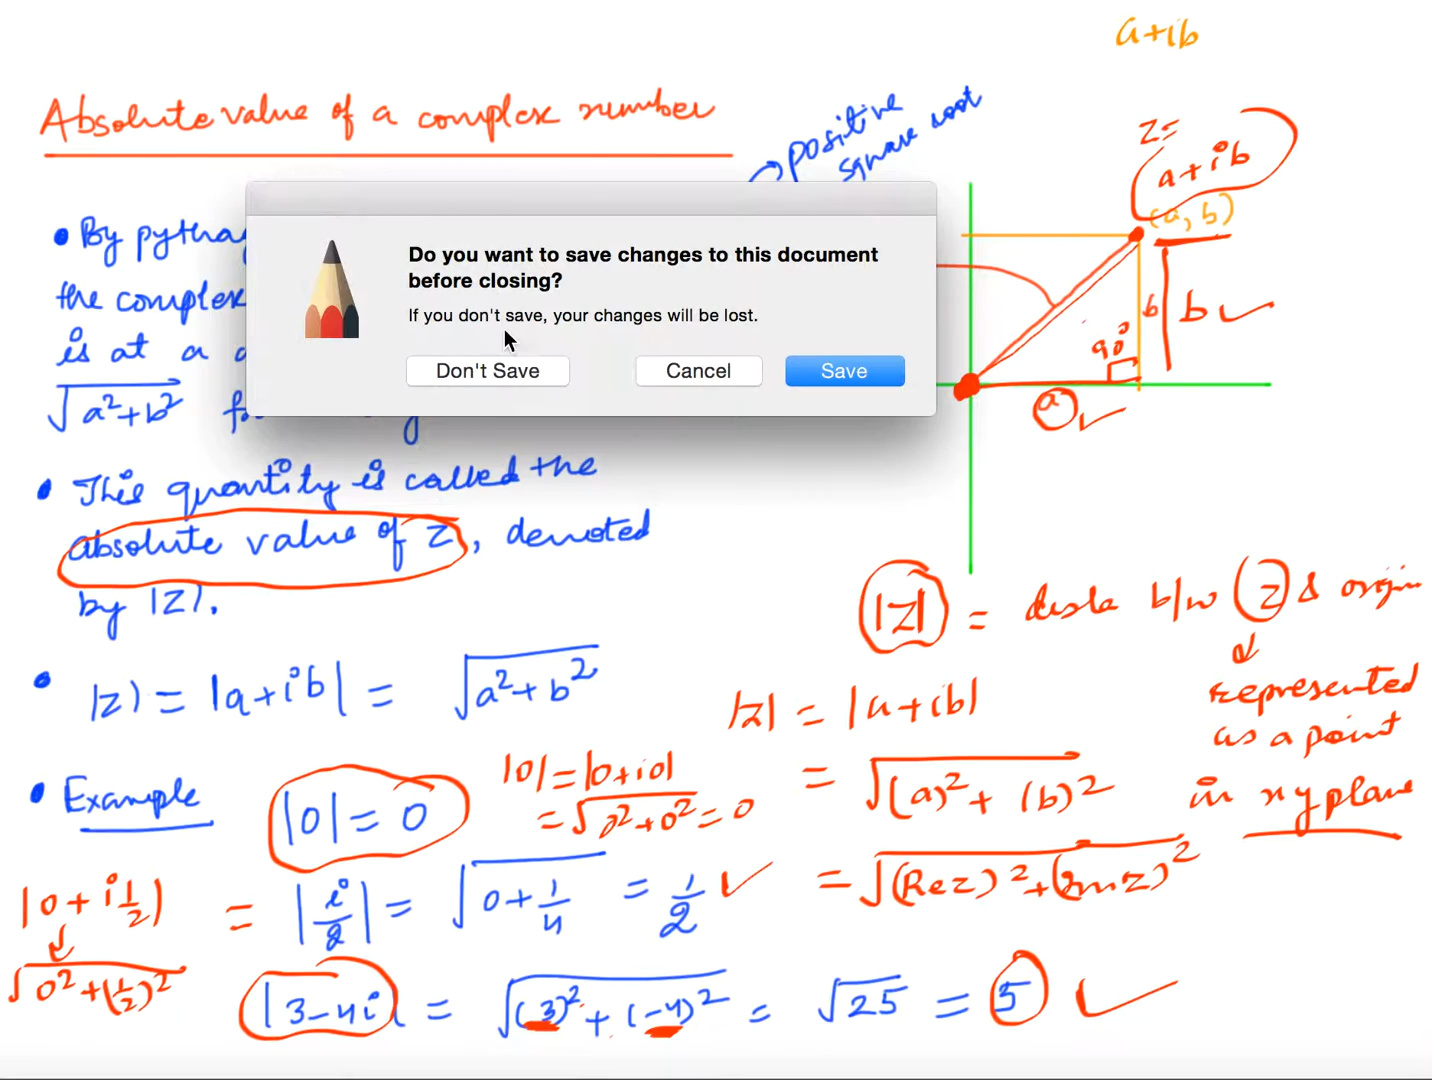 a+ib
Absolute value of a complex number
positive
square root
z=
a+ib
(a, b)
• By pythag
the complex
is at a
√a²+b²
Do you want to save changes to this document
before closing?
If you don't save, your changes will be lost.
Don't Save Cancel Save
b b
90°
a
• This quantity is called the
absolute value of z, denoted
by |z|.
|z| = dista b/w z & origin
represented
as a point
in xy plane
• |z| = |a+ib| = √a²+b²
|z| = |a+ib|
= √(a)²+(b)²
= √(Re z)²+(Im z)²
• Example |0| = 0
|0| = |0+i0|
= √0²+0² = 0
|0+i1/2| = |i/2| = √0+1/4 = 1/2
√0²+(1/2)²
|3-4i| = √(3)²+(-4)² = √25 = 5